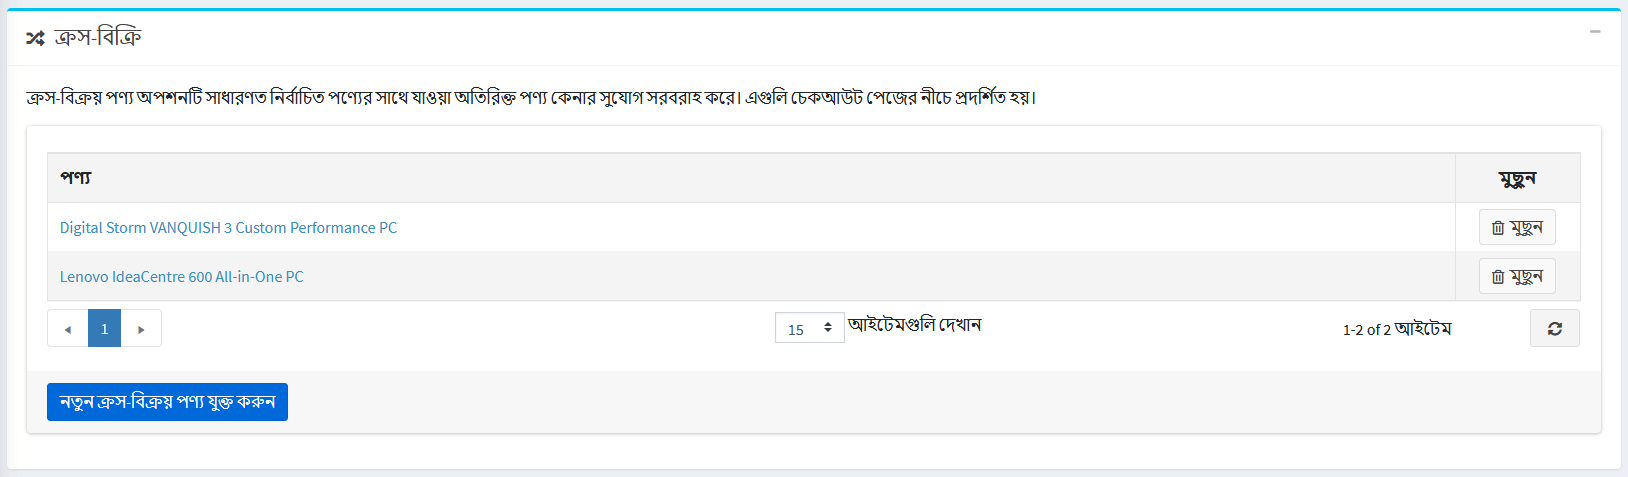 ক্রস-বিক্রি
ক্রস-বিক্রয় পণ্য অপশনটি সাধারণত নির্বাচিত পণ্যের সাথে যাওয়া অতিরিক্ত পণ্য কেনার সুযোগ সরবরাহ করে। এগুলি চেকআউট পেজের নীচে প্রদর্শিত হয়।
পণ্য মুছুন
Digital Storm VANQUISH 3 Custom Performance PC মুছুন
Lenovo IdeaCentre 600 All-in-One PC মুছুন
1 15 আইটেমগুলি দেখান 1-2 of 2 আইটেম
নতুন ক্রস-বিক্রয় পণ্য যুক্ত করুন